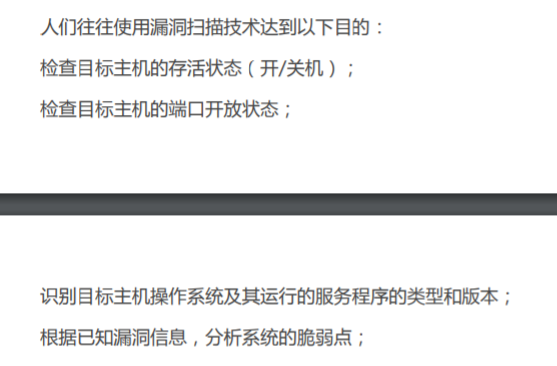 人们往往使用漏洞扫描技术达到以下目的：
检查目标主机的存活状态（开/关机）；
检查目标主机的端口开放状态；
识别目标主机操作系统及其运行的服务程序的类型和版本；
根据已知漏洞信息，分析系统的脆弱点；